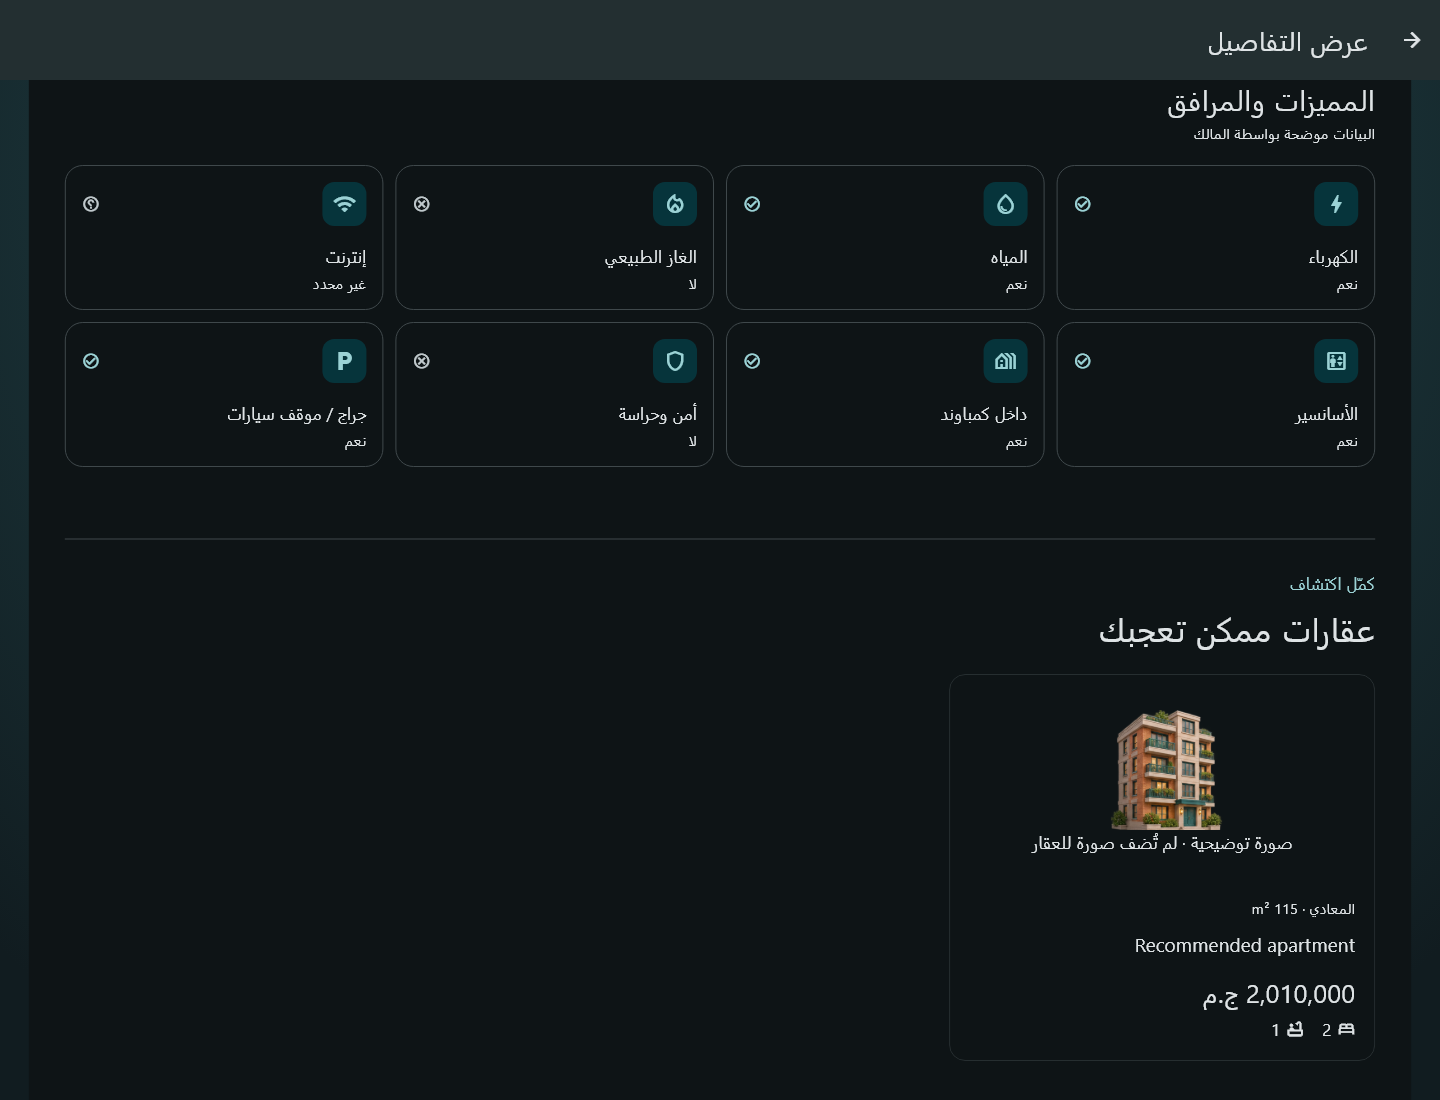 عرض التفاصيل
المميزات والمرافق
البيانات موضحة بواسطة المالك
الكهرباء
نعم
المياه
نعم
الغاز الطبيعي
لا
إنترنت
غير محدد
الأسانسير
نعم
داخل كمباوند
نعم
أمن وحراسة
لا
جراج / موقف سيارات
نعم
كمّل اكتشاف
عقارات ممكن تعجبك
صورة توضيحية · لم تُضف صورة للعقار
المعادي · 115 m²
Recommended apartment
2,010,000 ج.م
2 1